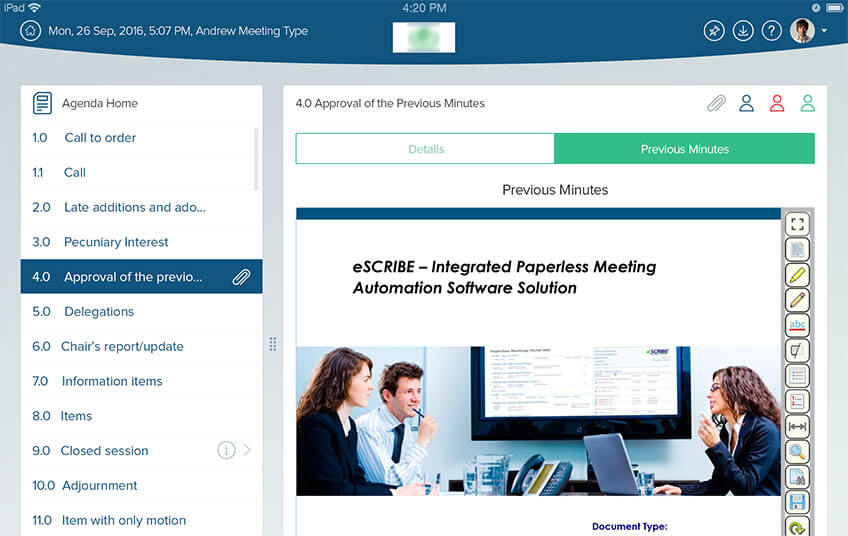 iPad
4:20 PM
Mon, 26 Sep, 2016, 5:07 PM, Andrew Meeting Type
?
Agenda Home
1.0 Call to order
1.1 Call
2.0 Late additions and ado...
3.0 Pecuniary Interest
4.0 Approval of the previo...
5.0 Delegations
6.0 Chair's report/update
7.0 Information items
8.0 Items
9.0 Closed session
10.0 Adjournment
11.0 Item with only motion
4.0 Approval of the Previous Minutes
Details
Previous Minutes
Previous Minutes
eSCRIBE – Integrated Paperless Meeting
Automation Software Solution
eSCRIBE
abc
Document Type: